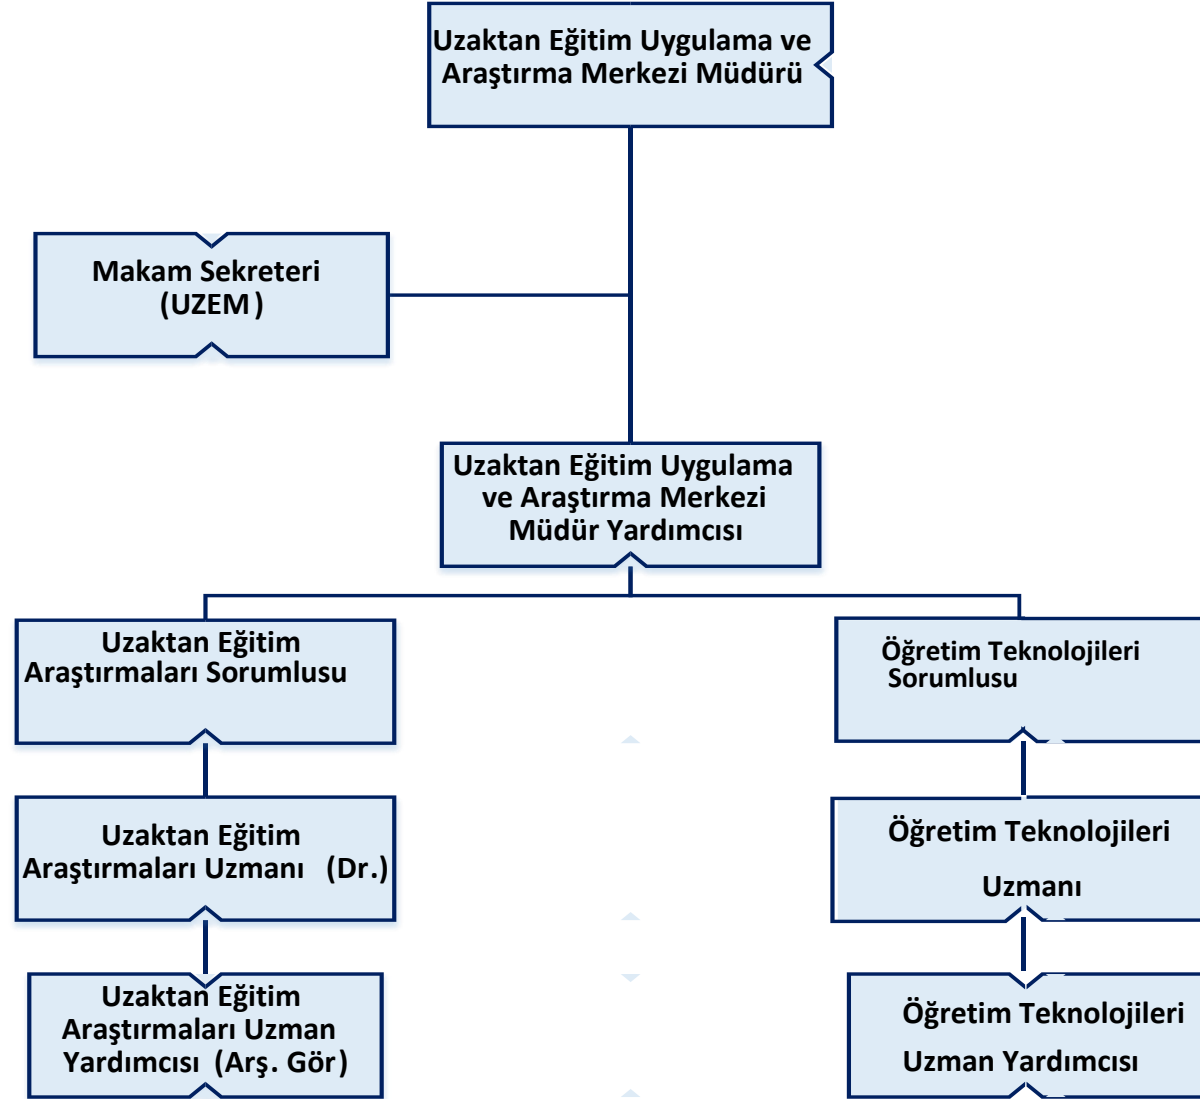 Uzaktan Eğitim Uygulama ve
Araştırma Merkezi Müdürü
Makam Sekreteri
(UZEM)
Uzaktan Eğitim Uygulama
ve Araştırma Merkezi
Müdür Yardımcısı
Uzaktan Eğitim
Araştırmaları Sorumlusu
Öğretim Teknolojileri
Sorumlusu
Uzaktan Eğitim
Araştırmaları Uzmanı (Dr.)
Öğretim Teknolojileri
Uzmanı
Uzaktan Eğitim
Araştırmaları Uzman
Yardımcısı (Arş. Gör)
Öğretim Teknolojileri
Uzman Yardımcısı